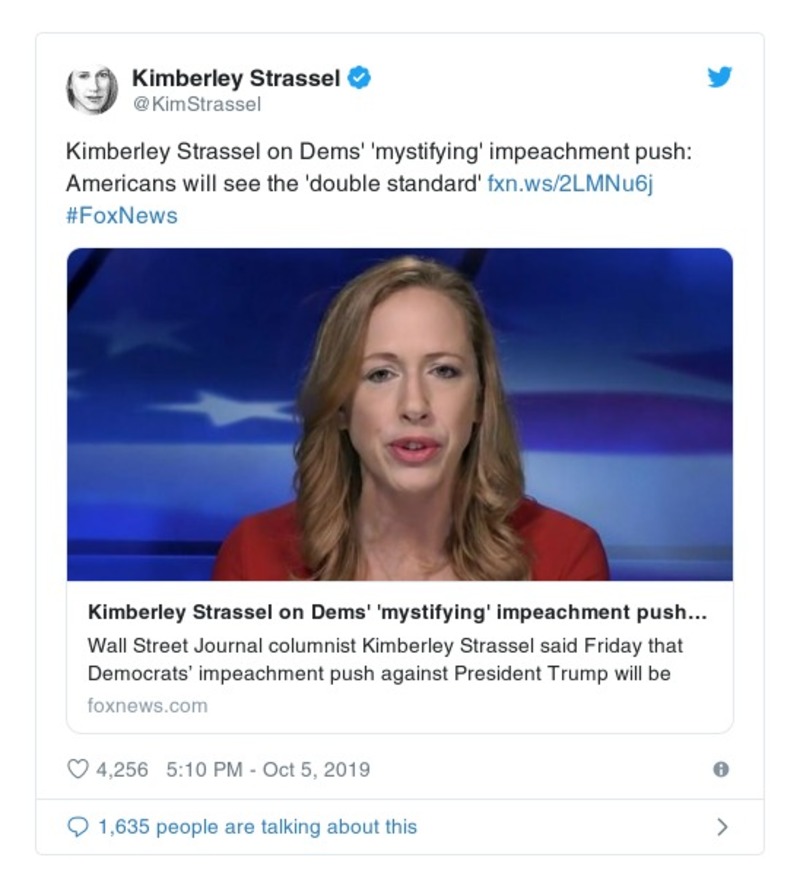 Kimberley Strassel
@KimStrassel
Kimberley Strassel on Dems' 'mystifying' impeachment push:
Americans will see the 'double standard' fxn.ws/2LMNu6j
#FoxNews
Kimberley Strassel on Dems' 'mystifying' impeachment push...
Wall Street Journal columnist Kimberley Strassel said Friday that
Democrats’ impeachment push against President Trump will be
foxnews.com
4,256 5:10 PM - Oct 5, 2019
1,635 people are talking about this